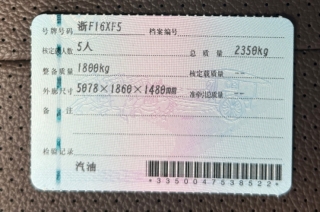 号牌号码 浙F16XF5 档案编号
核定载人数 5人 总质量 2350kg
整备质量 1800kg 核定载质量 --
外廓尺寸 5078×1860×1480mm 准牵引总质量 --
备注
检验记录
汽油
*3350047838522*